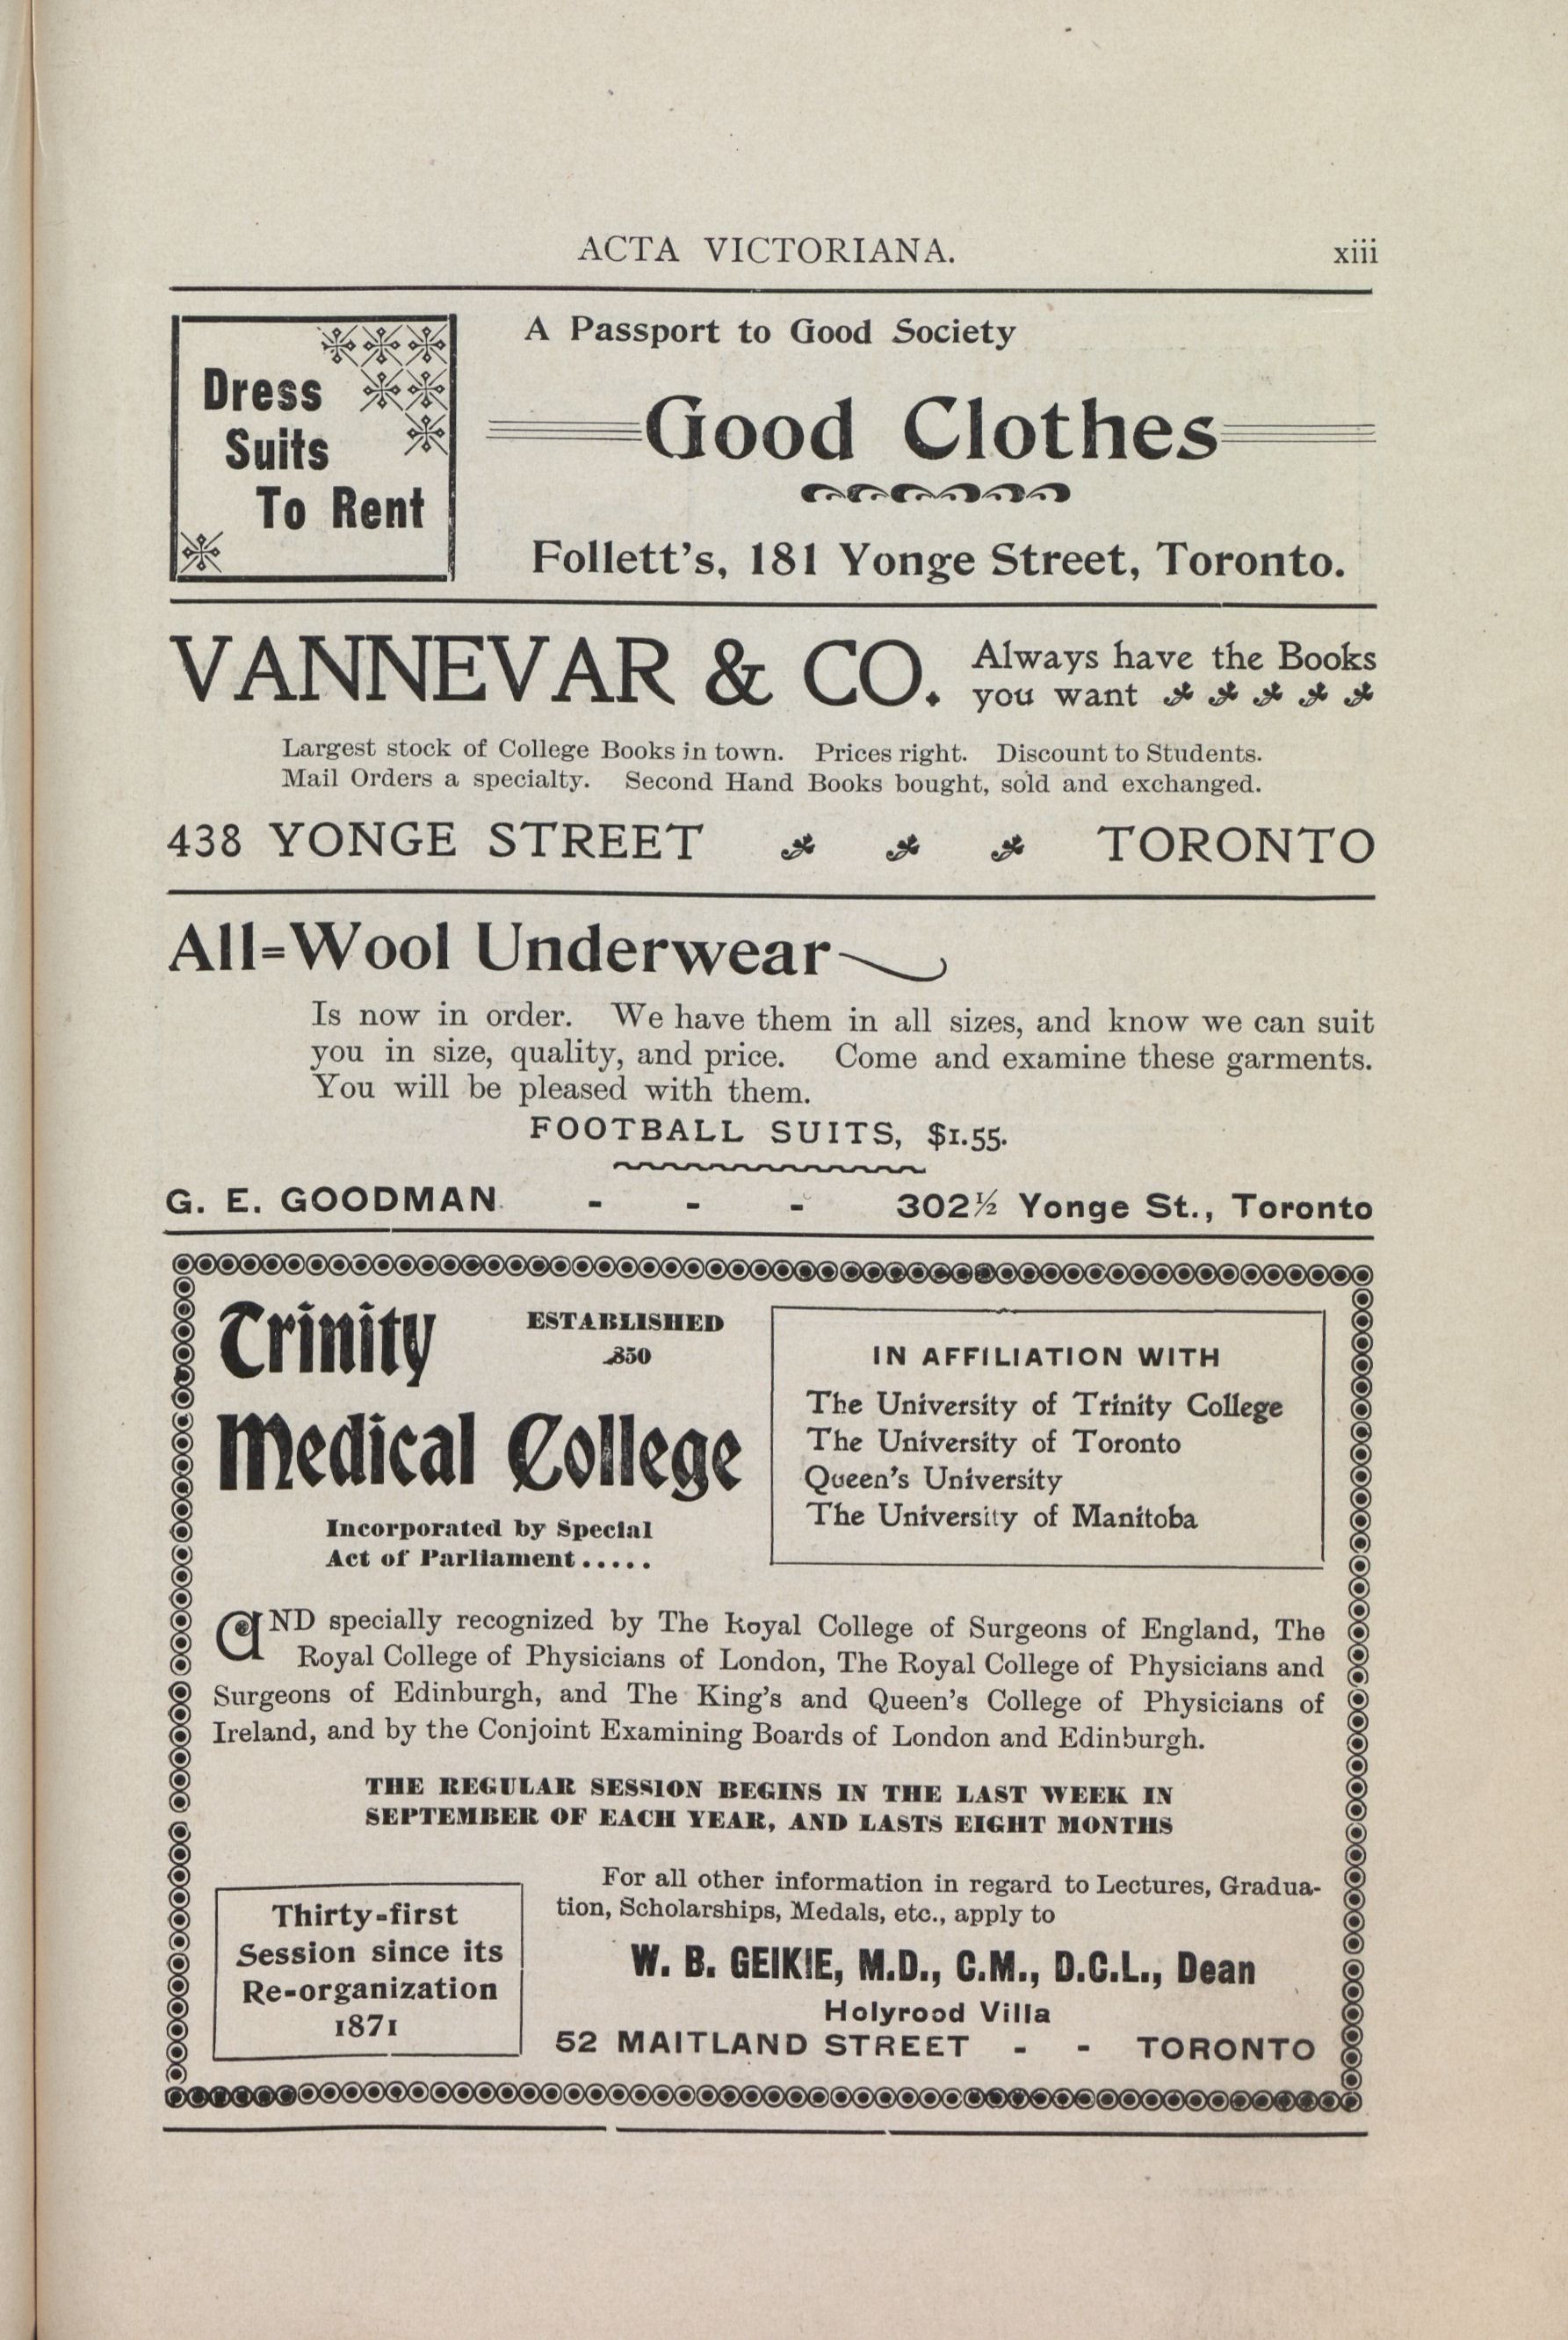 ACTA VICTORIANA. xiii
Dress
Suits
To Rent
A Passport to Good Society
Good Clothes
Follett's, 181 Yonge Street, Toronto.
VANNEVAR & CO.
Always have the Books
you want
Largest stock of College Books in town. Prices right. Discount to Students.
Mail Orders a specialty. Second Hand Books bought, sold and exchanged.
438 YONGE STREET TORONTO
All=Wool Underwear
Is now in order. We have them in all sizes, and know we can suit
you in size, quality, and price. Come and examine these garments.
You will be pleased with them.
FOOTBALL SUITS, $1.55.
G. E. GOODMAN - - - 302½ Yonge St., Toronto
Trinity
ESTABLISHED
850
Medical College
Incorporated by Special
Act of Parliament.....
IN AFFILIATION WITH
The University of Trinity College
The University of Toronto
Queen's University
The University of Manitoba
AND specially recognized by The Royal College of Surgeons of England, The
Royal College of Physicians of London, The Royal College of Physicians and
Surgeons of Edinburgh, and The King's and Queen's College of Physicians of
Ireland, and by the Conjoint Examining Boards of London and Edinburgh.
THE REGULAR SESSION BEGINS IN THE LAST WEEK IN
SEPTEMBER OF EACH YEAR, AND LASTS EIGHT MONTHS
Thirty-first
Session since its
Re-organization
1871
For all other information in regard to Lectures, Gradua-
tion, Scholarships, Medals, etc., apply to
W. B. GEIKIE, M.D., C.M., D.C.L., Dean
Holyrood Villa
52 MAITLAND STREET - - TORONTO